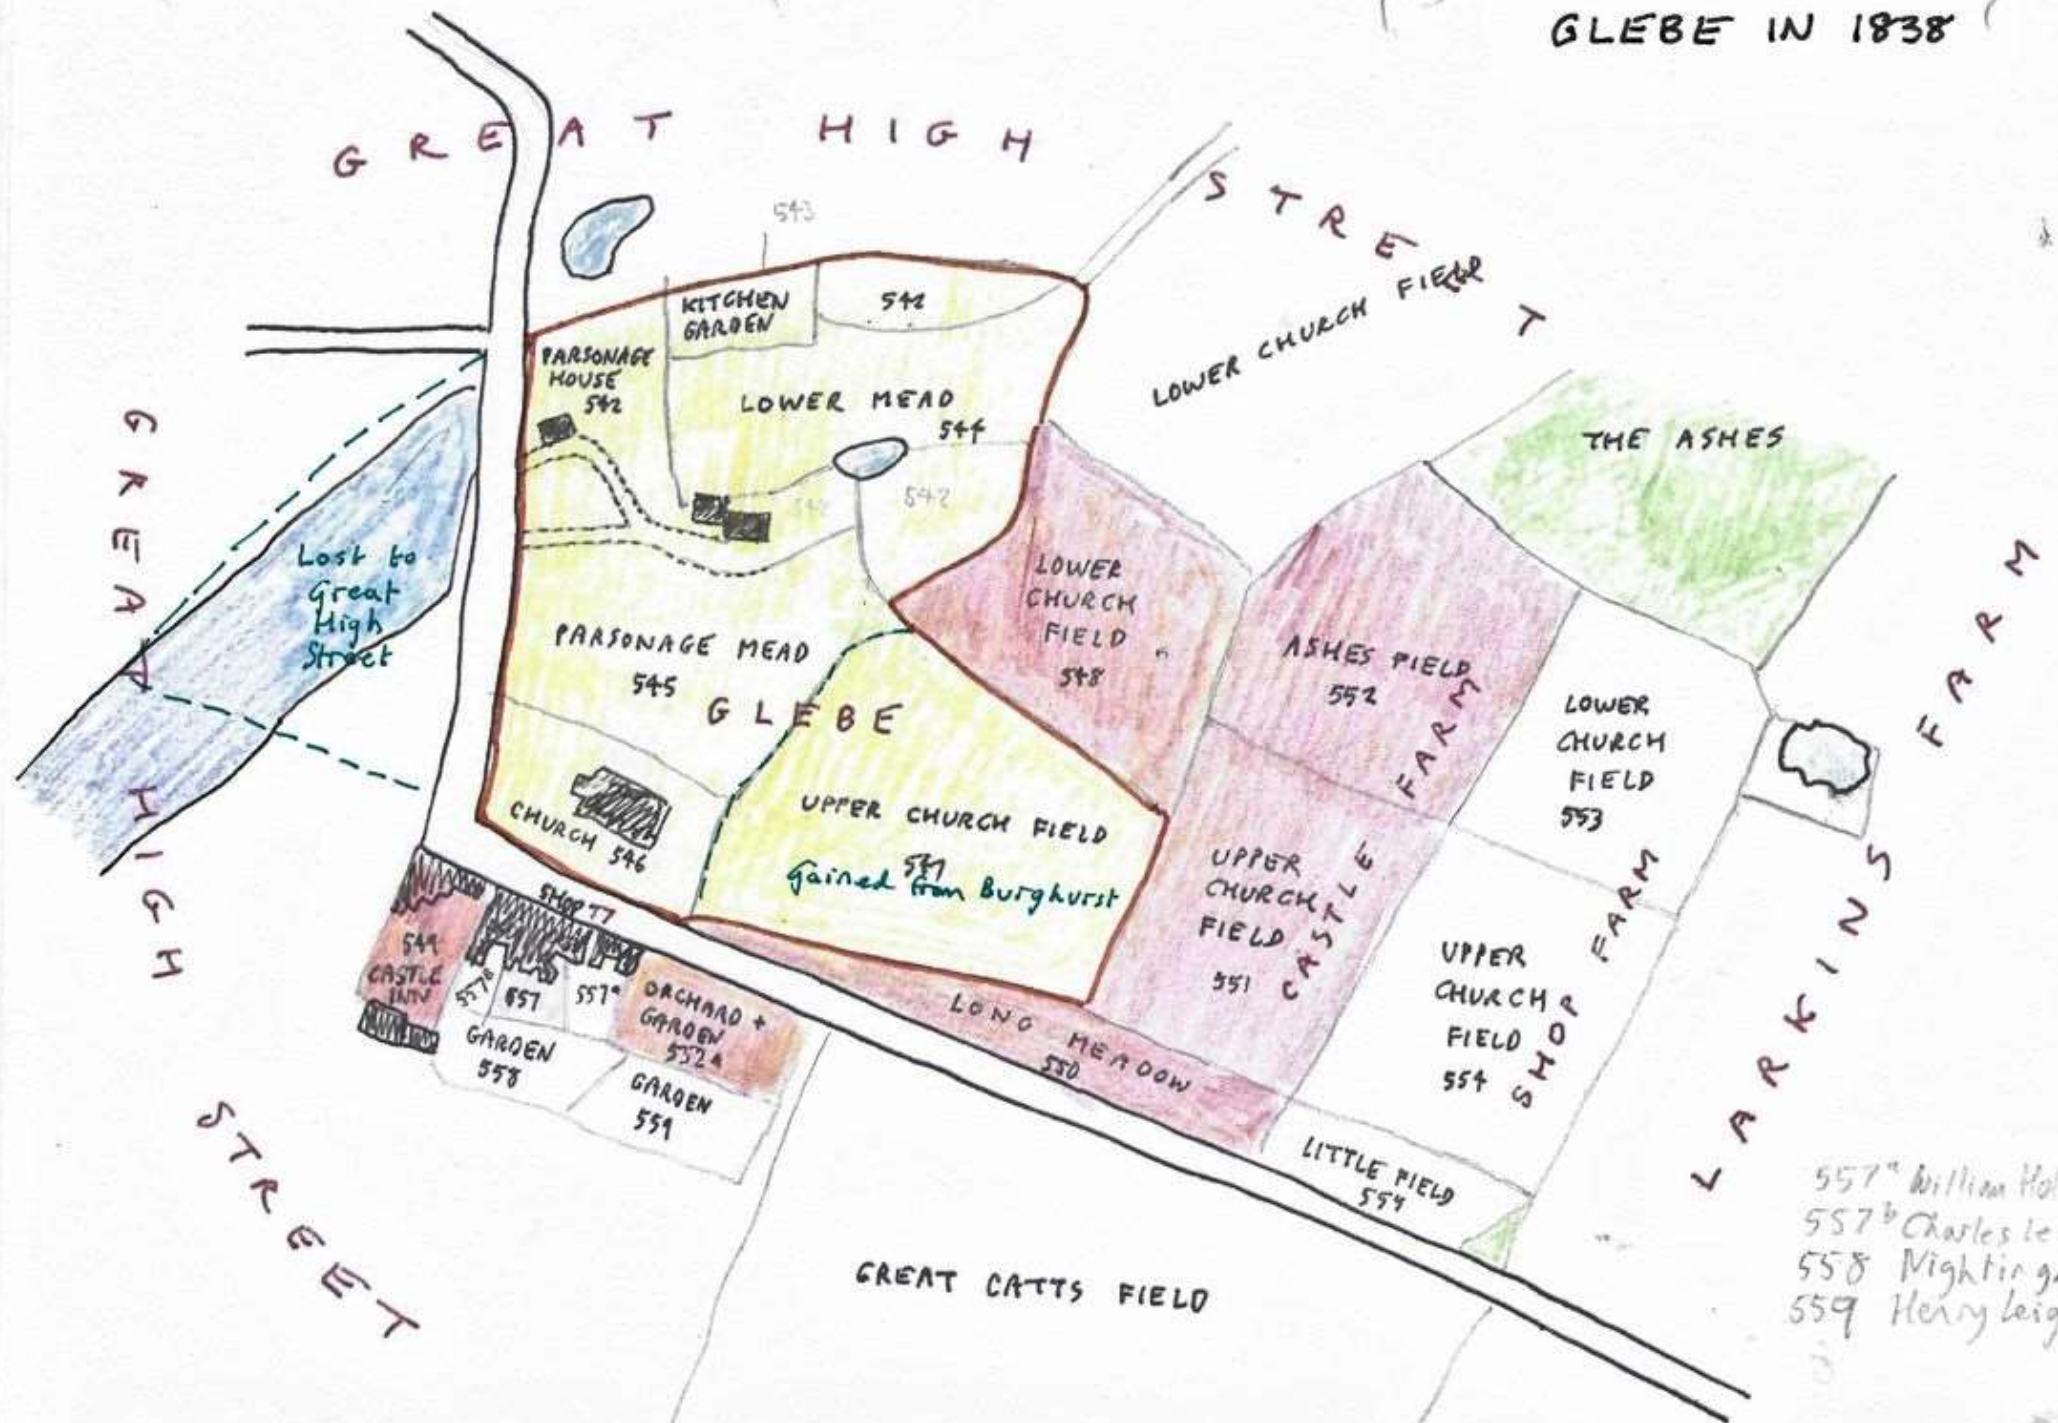 GLEBE IN 1838
GREAT HIGH STREET
543
KITCHEN
GARDEN
542
PARSONAGE
HOUSE
542
LOWER MEAD
544
542
542
LOWER CHURCH FIELD
THE ASHES
GREAT HIGH STREET
Lost to
Great
High
Street
PARSONAGE MEAD
545
GLEBE
LOWER
CHURCH
FIELD
548
ASHES FIELD
552
CASTLE FARM
LOWER
CHURCH
FIELD
553
SHOP FARM
LARKINS FARM
CHURCH 546
UPPER CHURCH FIELD
Gained from Burghurst
UPPER
CHURCH
FIELD
551
UPPER
CHURCH
FIELD
554
SHOP 77
549
CASTLE
INN
557
557a
ORCHARD +
GARDEN
552a
GARDEN
558
GARDEN
559
LONG MEADOW
550
LITTLE FIELD
GREAT CATTS FIELD
557a William
557b Charles
558
559 Henry